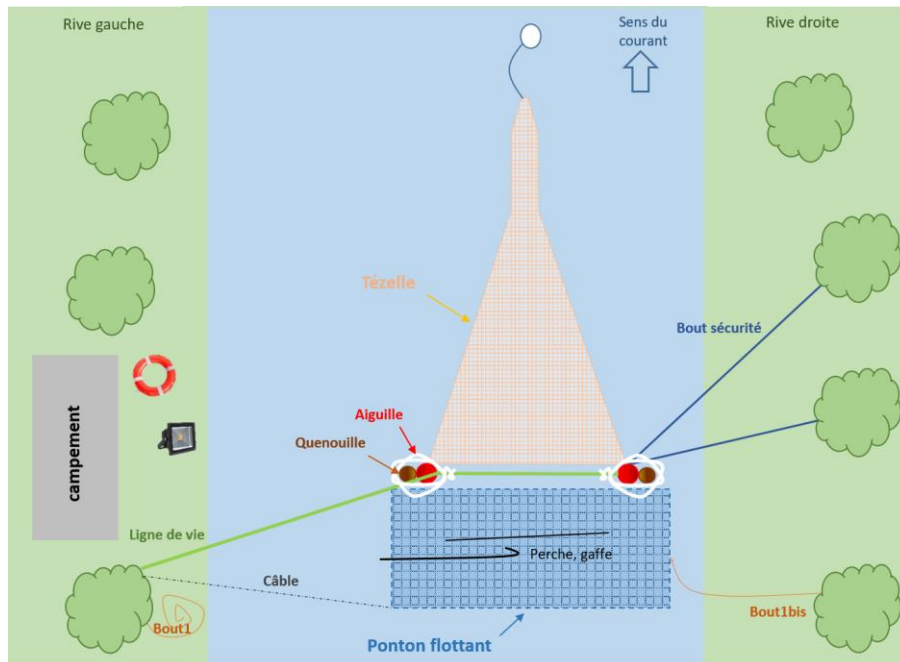 Rive gauche
Sens du
courant
Rive droite
Tézelle
Bout sécurité
campement
Aiguille
Quenouille
Ligne de vie
Perche, gaffe
Câble
Bout1
Bout1bis
Ponton flottant